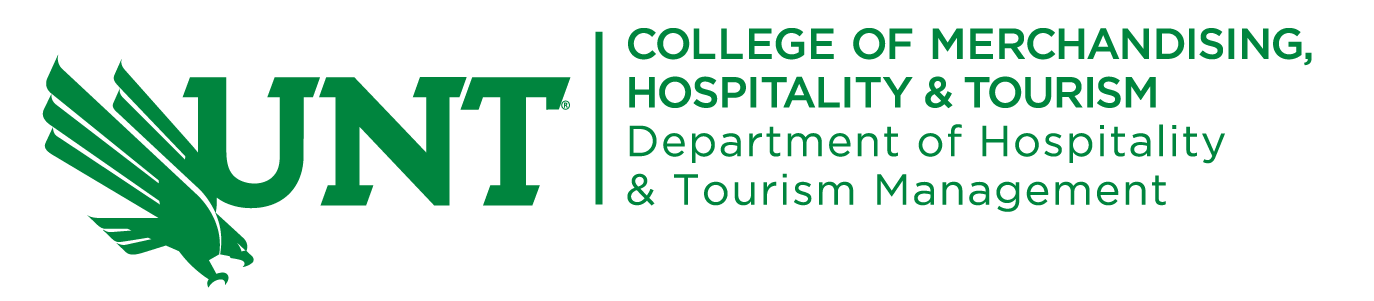 UNT®
COLLEGE OF MERCHANDISING,
HOSPITALITY & TOURISM
Department of Hospitality
& Tourism Management